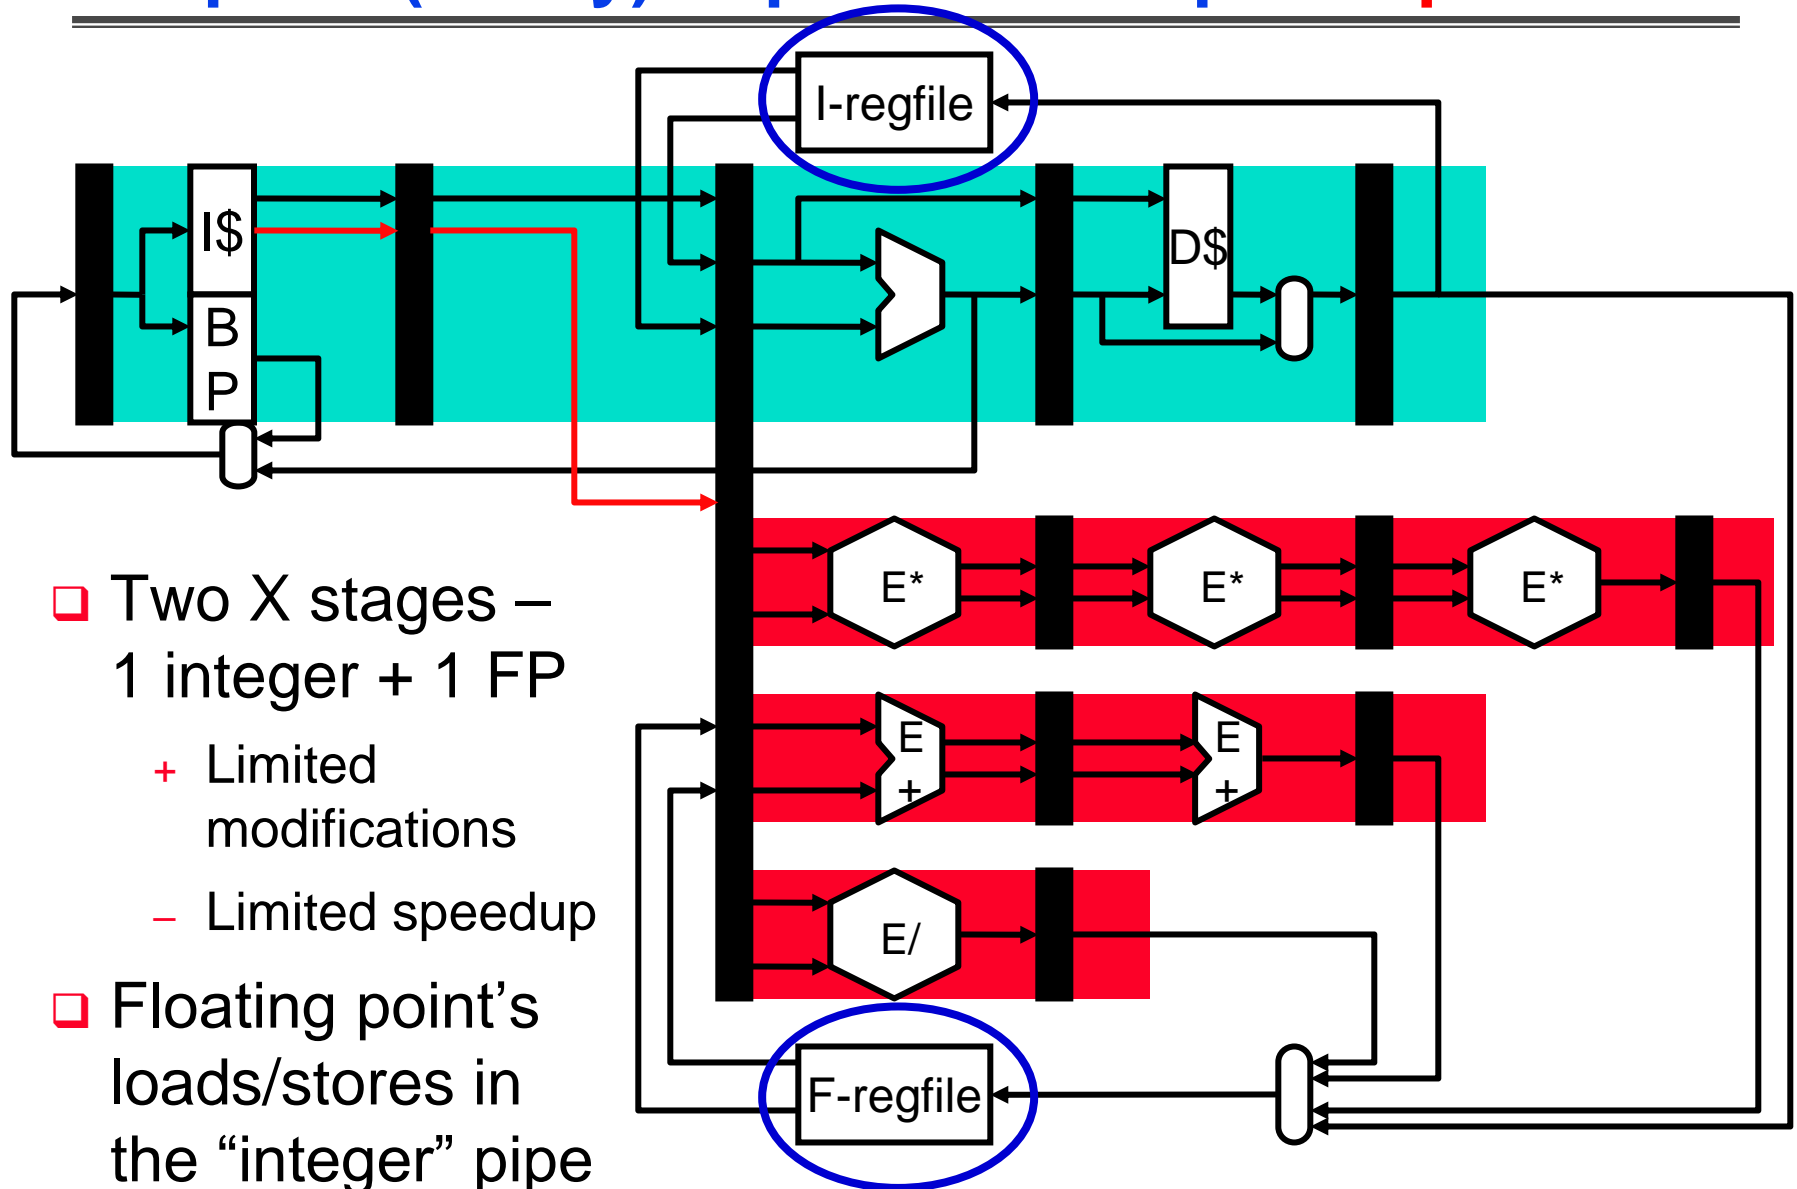 I-regfile
I$
D$
B
P
E*
E*
E*
Two X stages –
1 integer + 1 FP
E
+
E
+
+ Limited
modifications
– Limited speedup
E/
Floating point’s
loads/stores in
the “integer” pipe
F-regfile